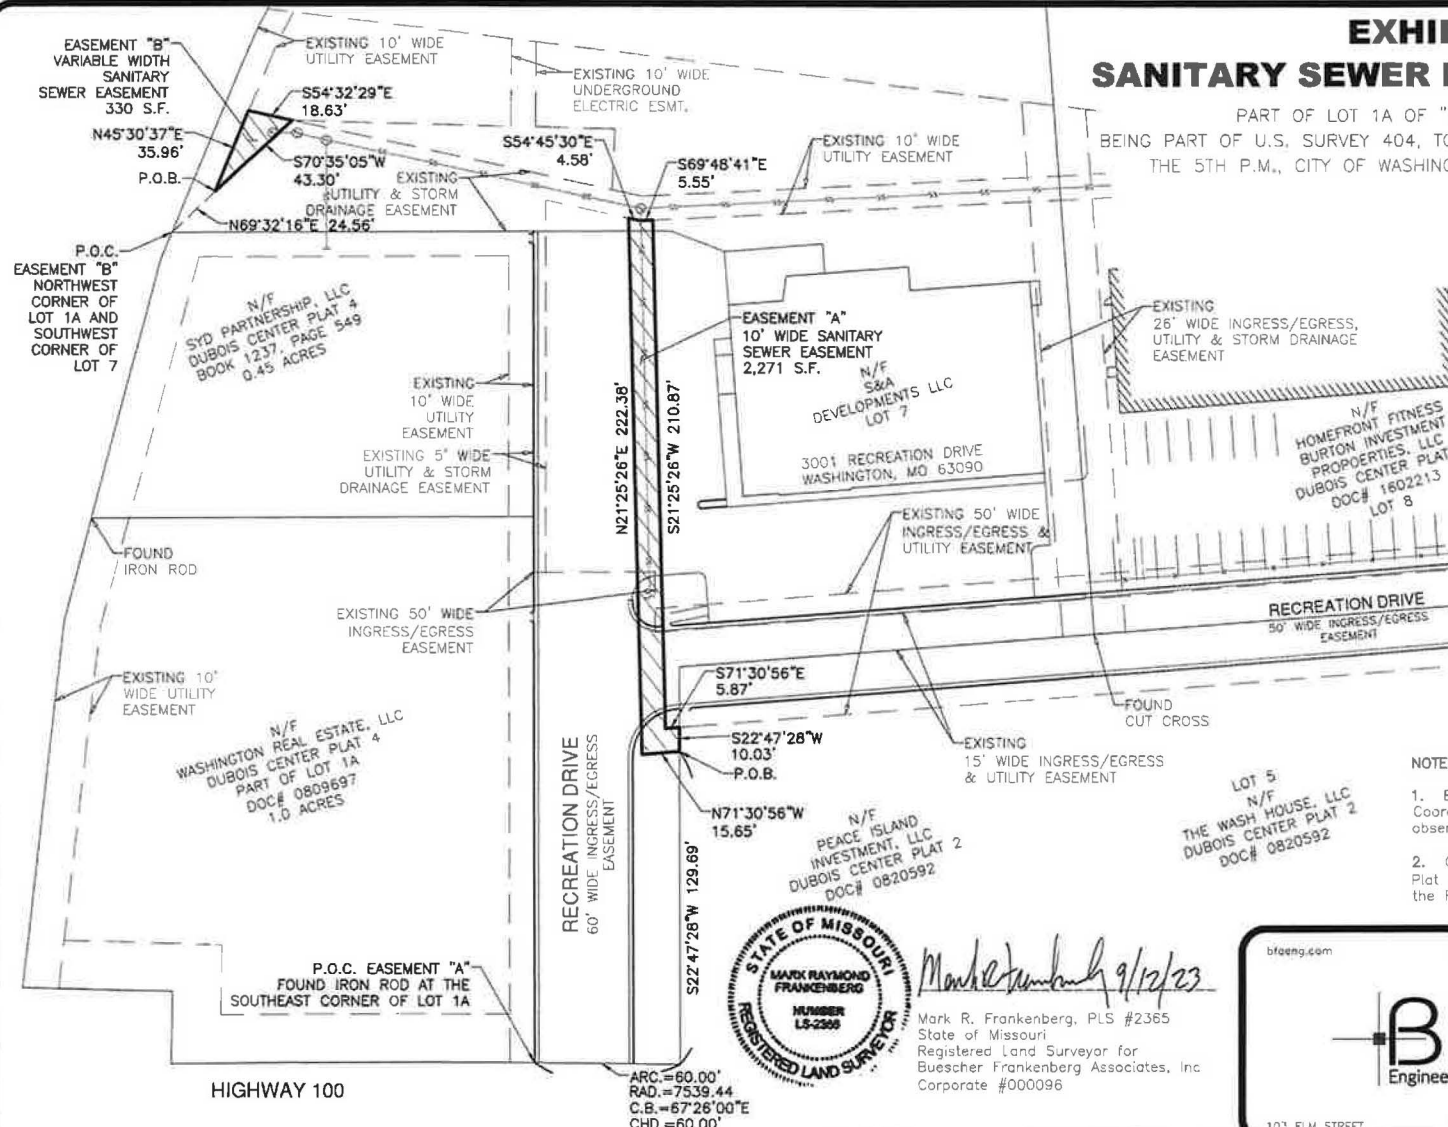 EASEMENT "B"
VARIABLE WIDTH
SANITARY
SEWER EASEMENT
330 S.F.
EXISTING 10' WIDE
UTILITY EASEMENT
EXISTING 10' WIDE
UNDERGROUND
ELECTRIC ESMT.
SANITARY SEWER
PART OF LOT 1A OF "
BEING PART OF U.S. SURVEY 404,
THE 5TH P.M., CITY OF
S54°32'29"E
18.63'
N45°30'37"E
35.96'
P.O.B.
S70°35'05"W
43.30'
EXISTING
UTILITY & STORM
DRAINAGE EASEMENT
N69°32'16"E 24.56'
S54°45'30"E
4.58'
S69°48'41"E
5.55'
EXISTING 10' WIDE
UTILITY EASEMENT
P.O.C.
EASEMENT "B"
NORTHWEST
CORNER OF
LOT 1A AND
SOUTHWEST
CORNER OF
LOT 7
N/F
SYD PARTNERSHIP, LLC
DUBOIS CENTER PLAT 4
BOOK 1237, PAGE 549
0.45 ACRES
EXISTING
10' WIDE
UTILITY
EASEMENT
EXISTING 5' WIDE
UTILITY & STORM
DRAINAGE EASEMENT
EASEMENT "A"
10' WIDE SANITARY
SEWER EASEMENT
2,271 S.F.
N/F
S&A
DEVELOPMENTS LLC
LOT 7
3001 RECREATION DRIVE
WASHINGTON, MO 63090
N21°25'26"E 222.38'
S21°25'26"W 210.87'
EXISTING
26' WIDE INGRESS/EGRESS,
UTILITY & STORM DRAINAGE
EASEMENT
N/F
HOMEFRONT FITNESS
BURTON INVESTMENT
PROPOERTIES, LLC
DUBOIS CENTER PLAT
DOC# 1602213
LOT 8
EXISTING 50' WIDE
INGRESS/EGRESS &
UTILITY EASEMENT
FOUND
IRON ROD
EXISTING 50' WIDE
INGRESS/EGRESS
EASEMENT
RECREATION DRIVE
50' WIDE INGRESS/EGRESS
EASEMENT
EXISTING 10'
WIDE UTILITY
EASEMENT
N/F
WASHINGTON REAL ESTATE, LLC
DUBOIS CENTER PLAT 4
PART OF LOT 1A
DOC# 0809697
1.0 ACRES
RECREATION DRIVE
60' WIDE INGRESS/EGRESS
EASEMENT
S71°30'56"E
5.87'
S22°47'28"W
10.03'
P.O.B.
N71°30'56"W
15.65'
S22°47'28"W 129.69'
FOUND
CUT CROSS
EXISTING
15' WIDE INGRESS/EGRESS
& UTILITY EASEMENT
N/F
PEACE ISLAND
INVESTMENT, LLC
DUBOIS CENTER PLAT 2
DOC# 0820592
LOT 5
N/F
THE WASH HOUSE, LLC
DUBOIS CENTER PLAT 2
DOC# 0820592
NOTE
1.
2.
Plat
the
P.O.C. EASEMENT "A"
FOUND IRON ROD AT THE
SOUTHEAST CORNER OF LOT 1A
HIGHWAY 100
ARC.=60.00'
RAD.=7539.44
C.B.=67°26'00"E
CHD.=60.00'
STATE OF MISSOURI
MARK RAYMOND
FRANKENBERG
NUMBER
LS-2365
REGISTERED LAND SURVEYOR
9/12/23
Mark R. Frankenberg, PLS #2365
State of Missouri
Registered Land Surveyor for
Buescher Frankenberg Associates, Inc
Corporate #000096
bfaeng.com
B
Enginee
103 ELM STREET